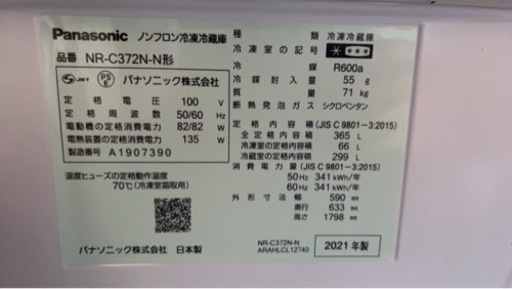 Panasonic ノンフロン冷凍冷蔵庫
品番 NR-C372N-N形
JET PS E パナソニック株式会社
定格電圧 100 V
定格周波数 50/60 Hz
電動機の定格消費電力 82/82 W
電熱装置の定格消費電力 135 W
製造番号 A1907390
温度ヒューズの定格動作温度
70℃(冷凍室霜取用)
パナソニック株式会社 日本製
種類 冷凍冷蔵庫
冷凍室の記号
冷媒 R600a
冷媒封入量 55 g
質量 71 kg
断熱発泡ガス シクロペンタン
定格内容積(JIS C 9801-3:2015)
全定格内容積 365 L
冷凍室の定格内容積 66 L
冷蔵室の定格内容積 299 L
消費電力量(JIS C 9801-3:2015)
50Hz 341 kWh/年
60Hz 341 kWh/年
外形寸法 幅 590 mm
奥行 633 mm
高さ 1798 mm
NR-C372N-N
ARAHLCL12740
2021年製